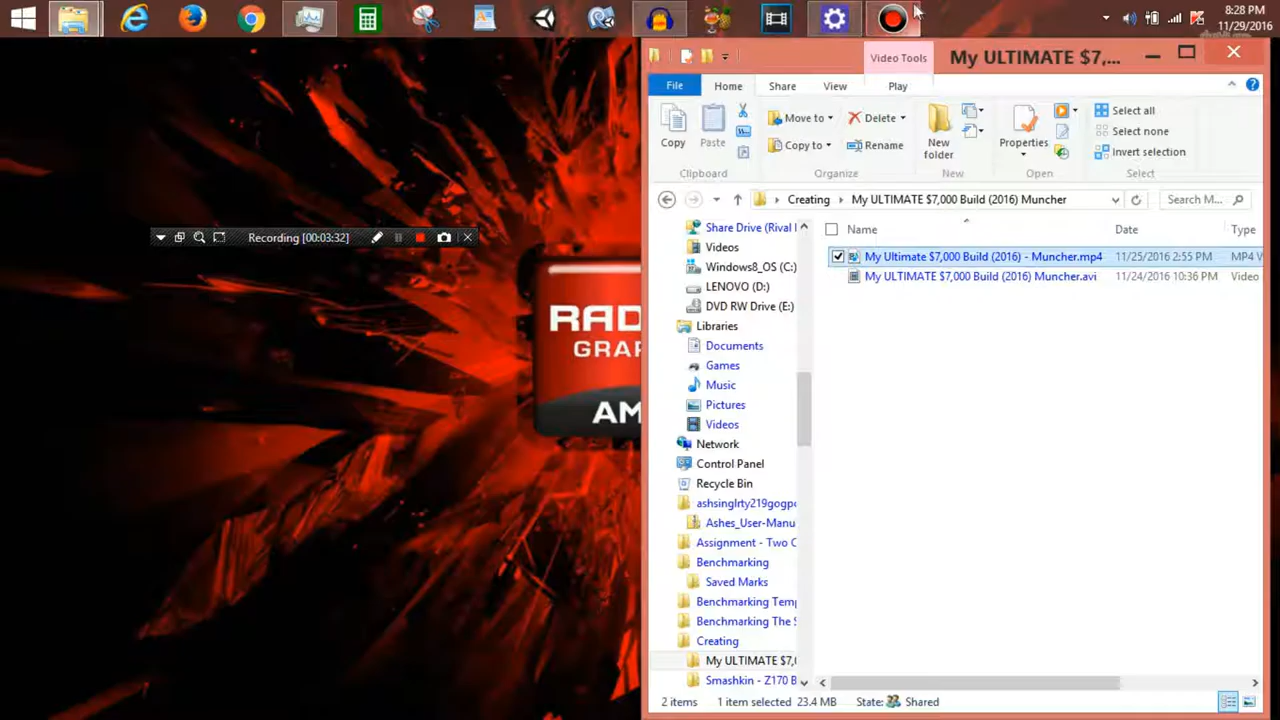 8:28 PM
11/29/2016
Video Tools
My ULTIMATE $7,...
File
Home
Share
View
Play
Copy
Paste
Move to
Copy to
Delete
Rename
New folder
Properties
Select all
Select none
Invert selection
Clipboard
Organize
New
Open
Select
Creating
My ULTIMATE $7,000 Build (2016) Muncher
Search M...
Recording [00:03:32]
Name
Date
Type
My Ultimate $7,000 Build (2016) - Muncher.mp4
11/25/2016 2:55 PM
MP4 V
My ULTIMATE $7,000 Build (2016) Muncher.avi
11/24/2016 10:36 PM
Video
Share Drive (Rival
Videos
Windows8_OS (C:)
LENOVO (D:)
DVD RW Drive (E:)
Libraries
Documents
Games
Music
Pictures
Videos
Network
Control Panel
Recycle Bin
ashsinglrty219gogpo
Ashes_User-Manu
Assignment - Two C
Benchmarking
Saved Marks
Benchmarking Temp
Benchmarking The S
Creating
My ULTIMATE $7,0
Smashkin - Z170 B
RAD
GRAP
AM
2 items
1 item selected 23.4 MB
State:
Shared